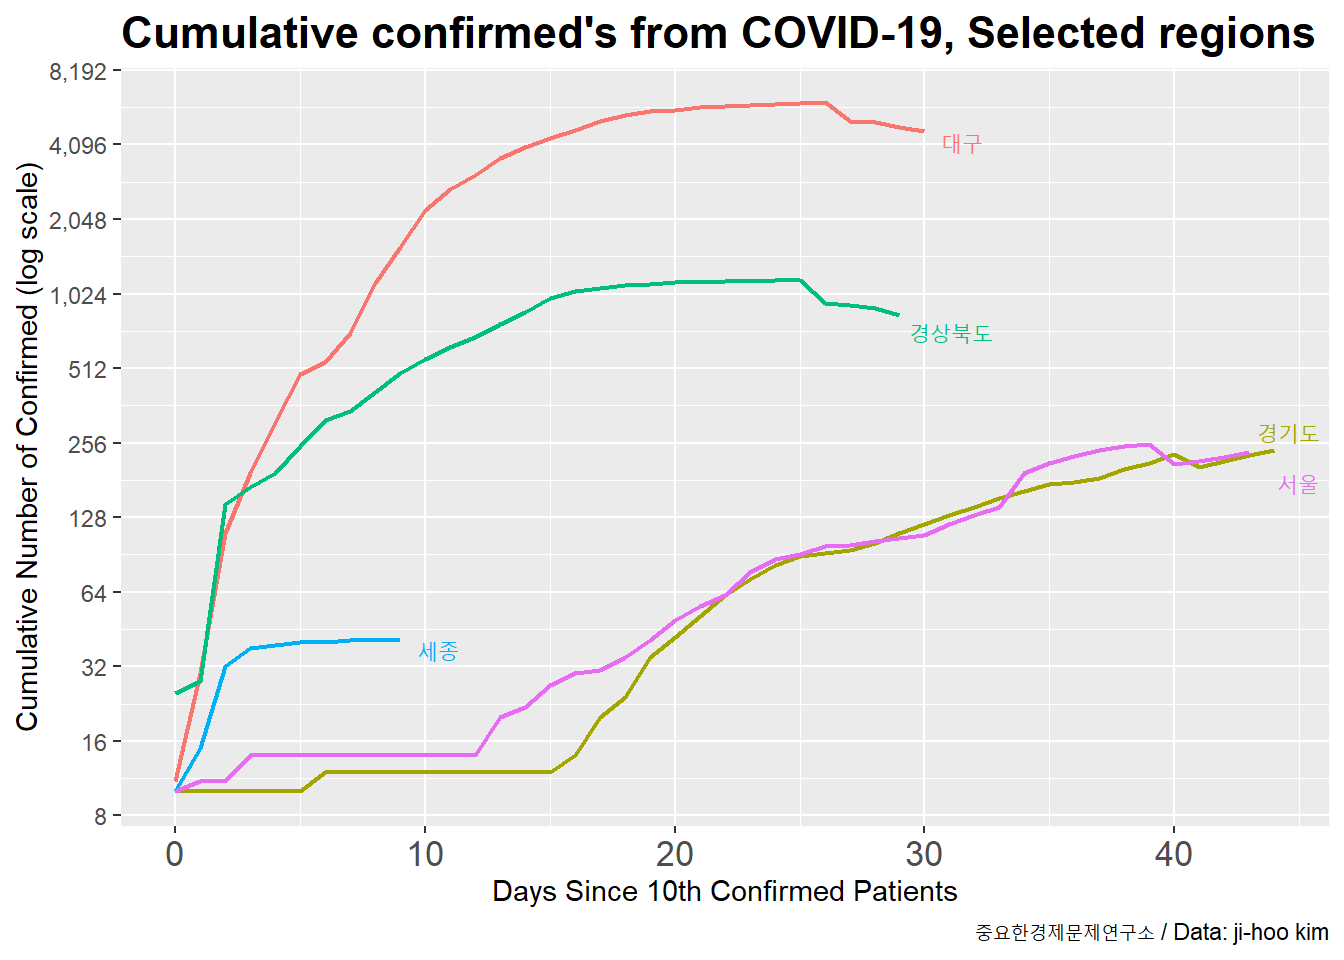 Cumulative confirmed's from COVID-19, Selected regions
Cumulative Number of Confirmed (log scale)
8,192
4,096
2,048
1,024
512
256
128
64
32
16
8
대구
경상북도
경기도
서울
세종
0 10 20 30 40
Days Since 10th Confirmed Patients
중요한경제문제연구소 / Data: ji-hoo kim